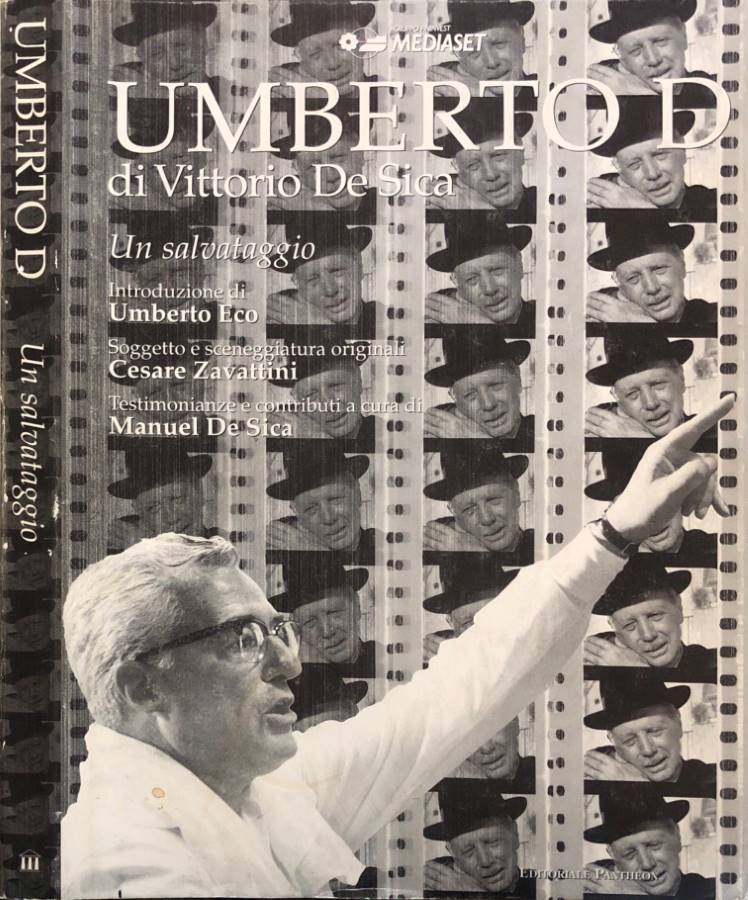 GRUPPO FININVEST
MEDIASET
UMBERTO D
di Vittorio De Sica
Un salvataggio
Introduzione di
Umberto Eco
Soggetto e sceneggiatura originali
Cesare Zavattini
Testimonianze e contributi a cura di
Manuel De Sica
EDITORIALE PANTHEON
UMBERTO D
Un salvataggio